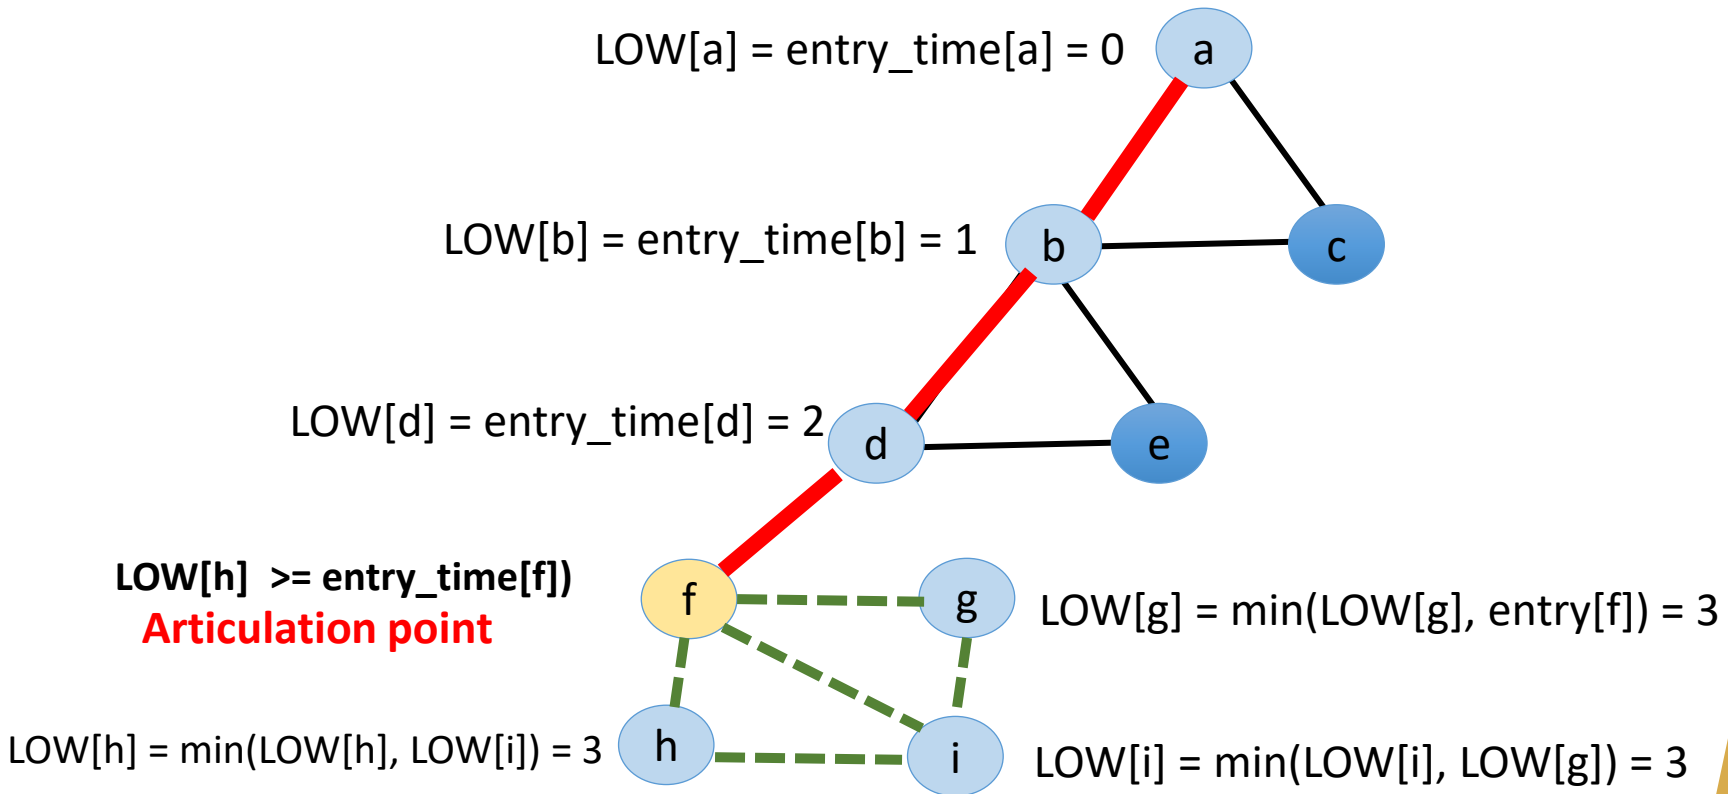 LOW[a] = entry_time[a] = 0
a
LOW[b] = entry_time[b] = 1
b
c
LOW[d] = entry_time[d] = 2
d
e
LOW[h] >= entry_time[f])
Articulation point
f
g
LOW[g] = min(LOW[g], entry[f]) = 3
LOW[h] = min(LOW[h], LOW[i]) = 3
h
i
LOW[i] = min(LOW[i], LOW[g]) = 3